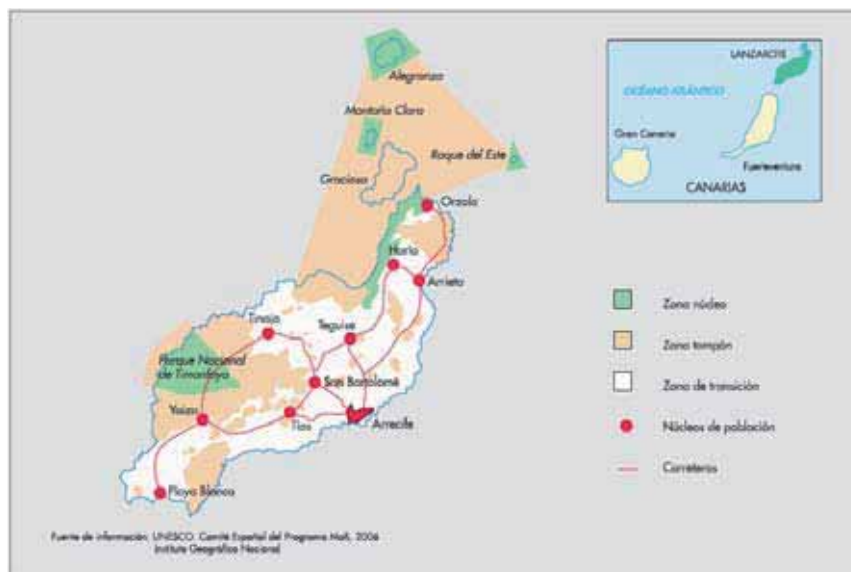 Alegranza
Montaña Clara
Roque del Este
Graciosa
Orzola
Haría
Arrieta
Tinajo
Teguise
Parque Nacional
de Timanfaya
San Bartolomé
Yaiza
Tías
Arrecife
Playa Blanca
LANZAROTE
OCÉANO ATLÁNTICO
Gran Canaria
Fuerteventura
CANARIAS
Zona núcleo
Zona tampón
Zona de transición
Núcleos de población
Carreteras
Fuente de información: UNESCO. Comité Español del Programa MaB, 2006
Instituto Geográfico Nacional